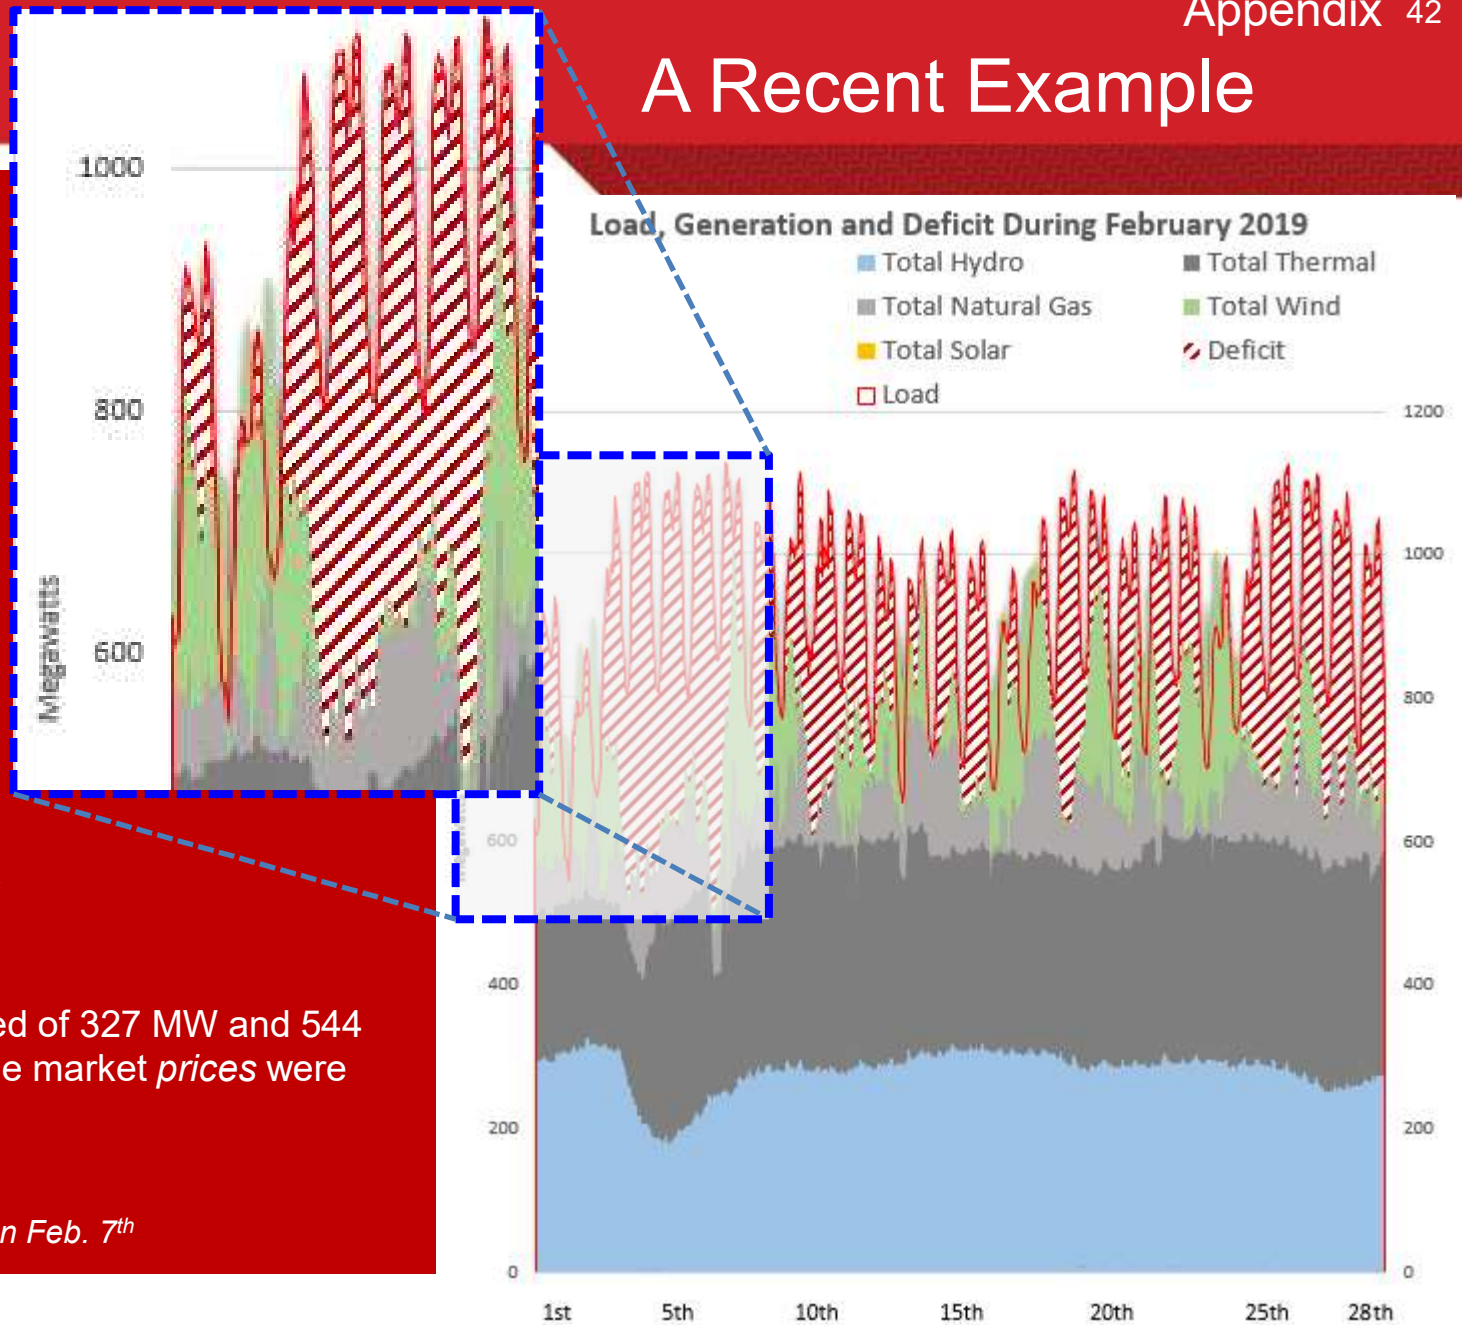 Appendix 42
A Recent Example
1000
800
600
Megawatts
Load, Generation and Deficit During February 2019
Total Hydro
Total Thermal
Total Natural Gas
Total Wind
Total Solar
Deficit
Load
1200
1000
800
600
400
200
0
600
400
200
0
1st 5th 10th 15th 20th 25th 28th
of 327 MW and 544
market prices were
Feb. 7th